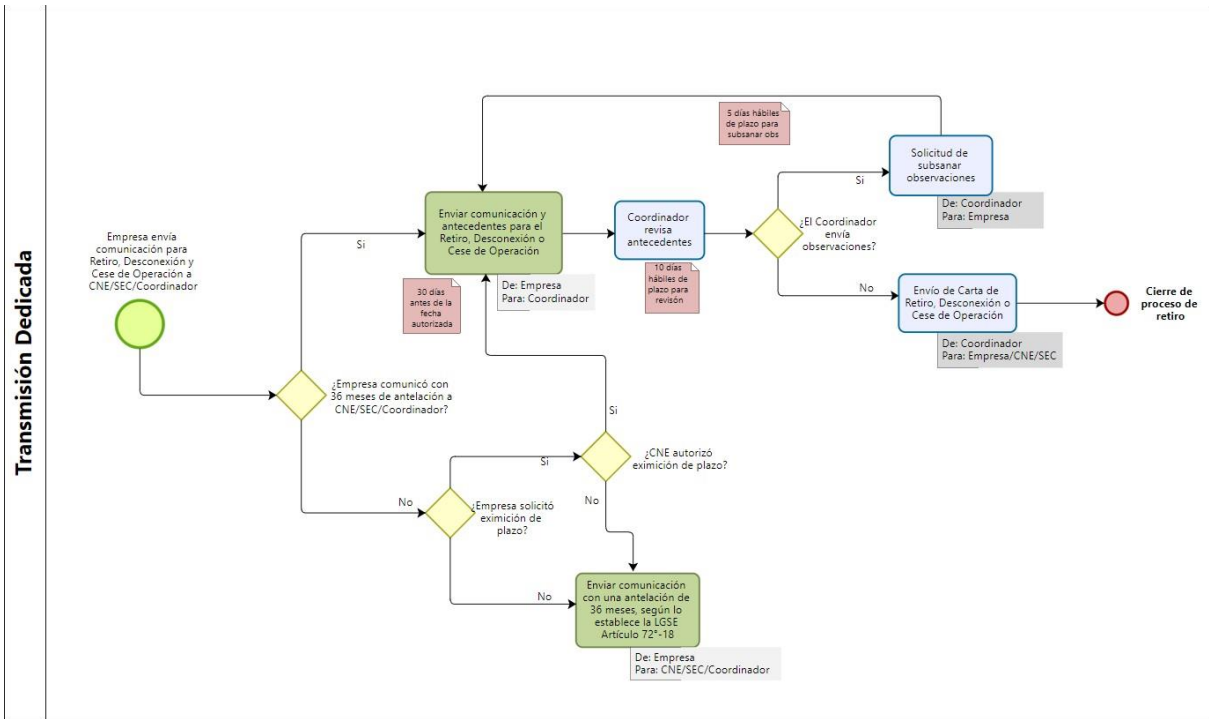 Transmisión Dedicada
Empresa envía
comunicación para
Retiro, Desconexión y
Cese de Operación a
CNE/SEC/Coordinador
¿Empresa comunicó con
36 meses de antelación a
CNE/SEC/Coordinador?
Si
No
Enviar comunicación y
antecedentes para el
Retiro, Desconexión o
Cese de Operación
De: Empresa
Para: Coordinador
30 días
antes de la
fecha
autorizada
Coordinador
revisa
antecedentes
10 días
hábiles de
plazo para
revisón
¿El Coordinador
envía
observaciones?
Si
No
5 días hábiles
de plazo para
subsanar obs
Solicitud de
subsanar
observaciones
De: Coordinador
Para: Empresa
Envío de Carta de
Retiro, Desconexión o
Cese de Operación
De: Coordinador
Para: Empresa/CNE/SEC
Cierre de
proceso de
retiro
¿Empresa solicitó
eximición de
plazo?
Si
No
¿CNE autorizó
eximición de plazo?
Si
No
Enviar comunicación
con una antelación de
36 meses, según lo
establece la LGSE
Artículo 72°-18
De: Empresa
Para: CNE/SEC/Coordinador